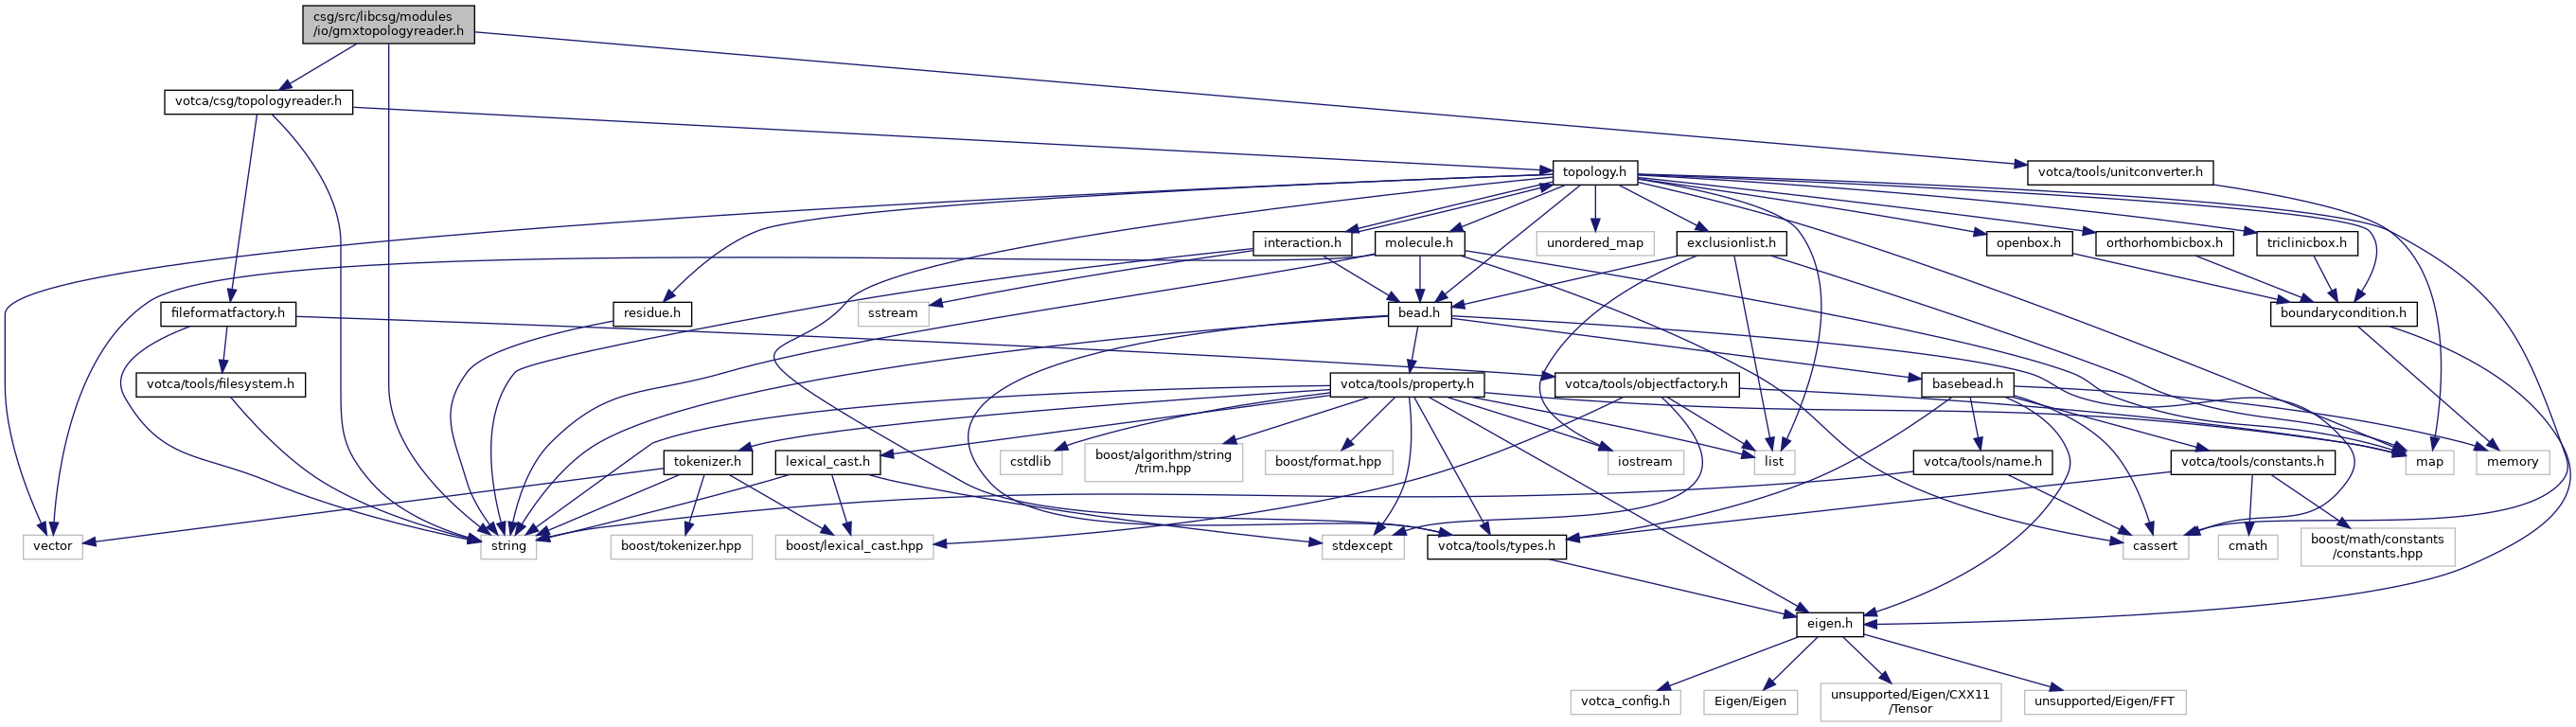 csg/src/libcsg/modules
/io/gmxtopologyreader.h
votca/csg/topologyreader.h
topology.h
votca/tools/unitconverter.h
interaction.h
molecule.h
unordered_map
exclusionlist.h
openbox.h
orthorhombicbox.h
triclinicbox.h
fileformatfactory.h
residue.h
sstream
bead.h
boundarycondition.h
votca/tools/filesystem.h
votca/tools/property.h
votca/tools/objectfactory.h
basebead.h
tokenizer.h
lexical_cast.h
cstdlib
boost/algorithm/string
/trim.hpp
boost/format.hpp
iostream
list
votca/tools/name.h
votca/tools/constants.h
map
memory
vector
string
boost/tokenizer.hpp
boost/lexical_cast.hpp
stdexcept
votca/tools/types.h
cassert
cmath
boost/math/constants
/constants.hpp
eigen.h
votca_config.h
Eigen/Eigen
unsupported/Eigen/CXX11
/Tensor
unsupported/Eigen/FFT